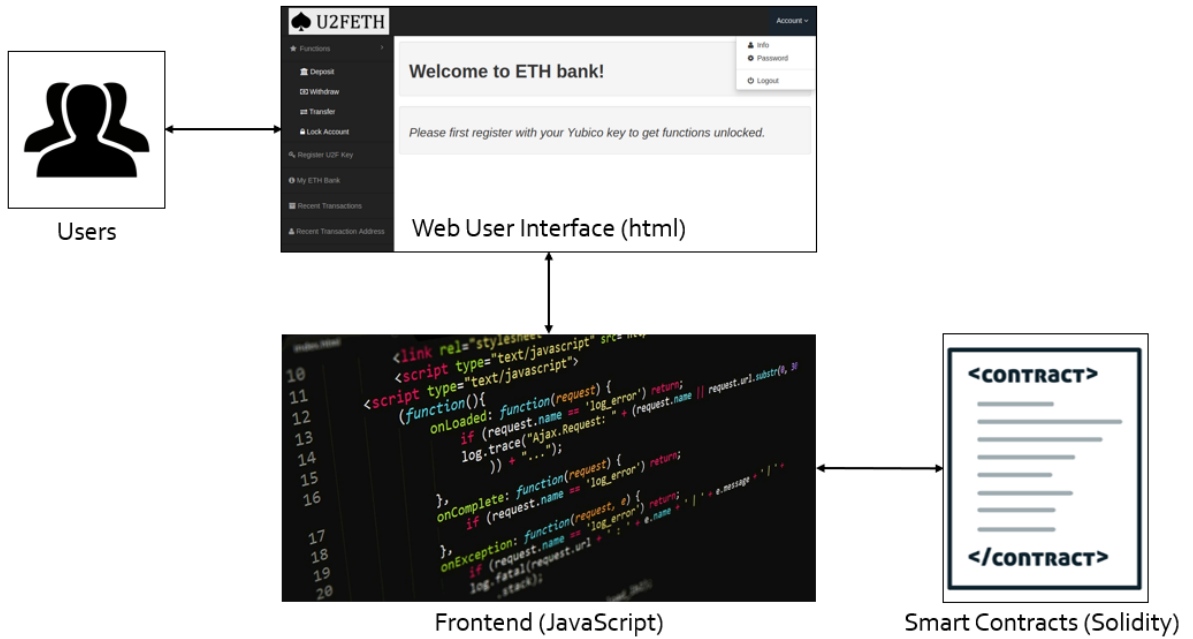 U2FETH
Account
Functions
Info
Password
Logout
Deposit
Withdraw
Transfer
Lock Account
Register U2F Key
My ETH Bank
Recent Transactions
Recent Transaction Address
Welcome to ETH bank!
Please first register with your Yubico key to get functions unlocked.
Web User Interface (html)
Users
index.html
10 <link rel="stylesheet"
11 <script type="text/javascript" src=
12 <script type="text/javascript">
13 (function(){
14 onLoaded: function(request) {
15 if (request.name == 'log_error') return;
16 log.trace("Ajax.Request: " + (request.name || request.url.substr(0, 30
)) + "...");
},
17 onComplete: function(request) {
18 if (request.name == 'log_error') return;
},
19 onException: function(request, e) {
20 if (request.name == 'log_error') return;
log.fatal(request.url + ' : ' + e.name + ' | ' + e.message + ' | ' +
.stack);
Frontend (JavaScript)
<CONTRACT>
</CONTRACT>
Smart Contracts (Solidity)